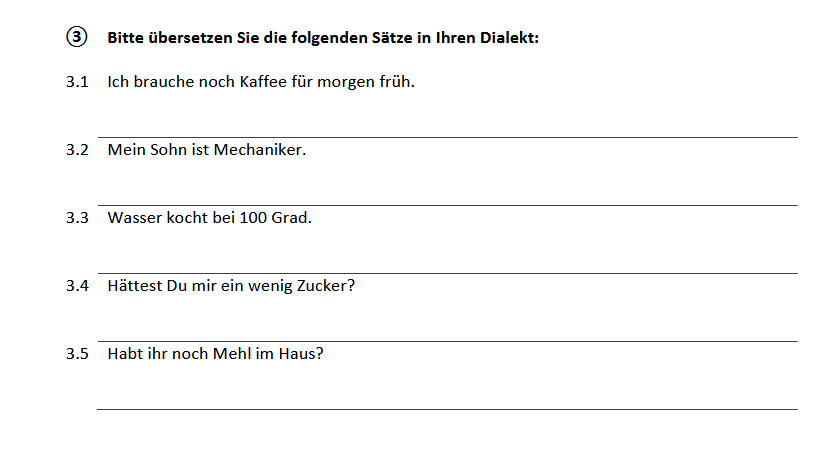 ③ Bitte übersetzen Sie die folgenden Sätze in Ihren Dialekt:
3.1 Ich brauche noch Kaffee für morgen früh.
3.2 Mein Sohn ist Mechaniker.
3.3 Wasser kocht bei 100 Grad.
3.4 Hättest Du mir ein wenig Zucker?
3.5 Habt ihr noch Mehl im Haus?